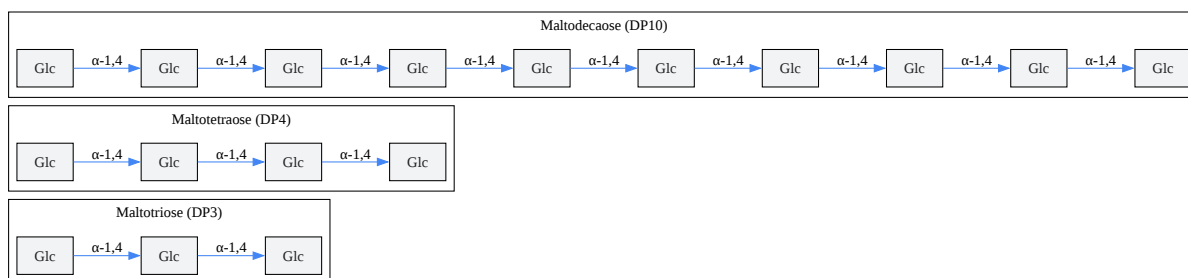 Maltodecaose (DP10)
Glc α-1,4 Glc α-1,4 Glc α-1,4 Glc α-1,4 Glc α-1,4 Glc α-1,4 Glc α-1,4 Glc α-1,4 Glc α-1,4 Glc
Maltotetraose (DP4)
Glc α-1,4 Glc α-1,4 Glc α-1,4 Glc
Maltotriose (DP3)
Glc α-1,4 Glc α-1,4 Glc